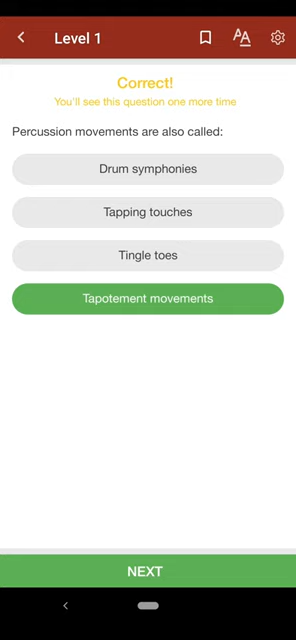 Level 1
AA
Correct!
You'll see this question one more time
Percussion movements are also called:
Drum symphonies
Tapping touches
Tingle toes
Tapotement movements
NEXT